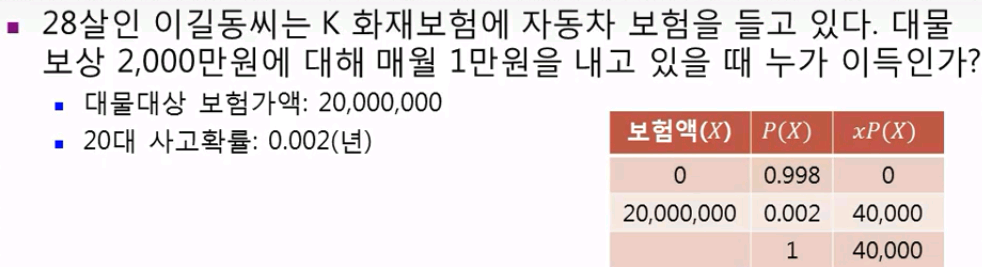 28살인 이길동씨는 K 화재보험에 자동차 보험을 들고 있다. 대물
보상 2,000만원에 대해 매월 1만원을 내고 있을 때 누가 이득인가?
대물대상 보험가액: 20,000,000
20대 사고확률: 0.002(년)
보험액(X) P(X) xP(X)
0 0.998 0
20,000,000 0.002 40,000
1 40,000